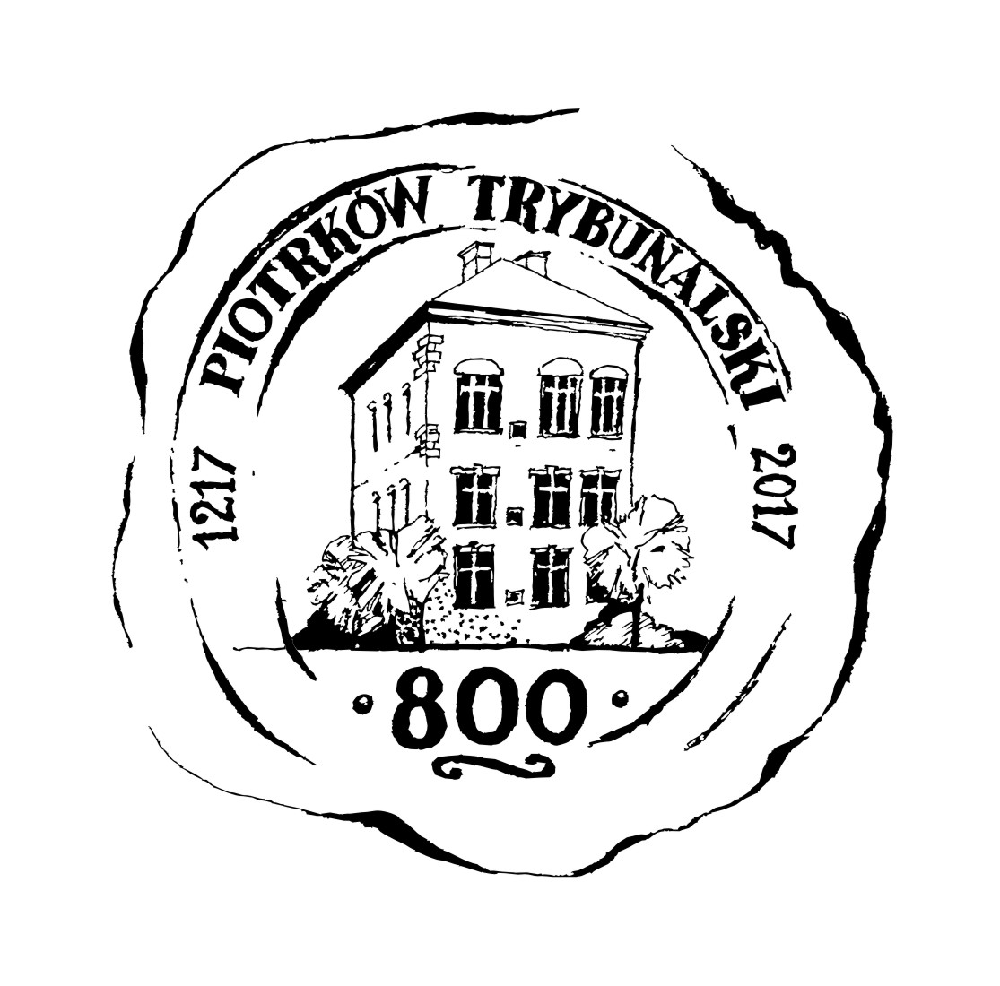 PIOTRKÓW TRYBUNALSKI
1217
2017
· 800 ·